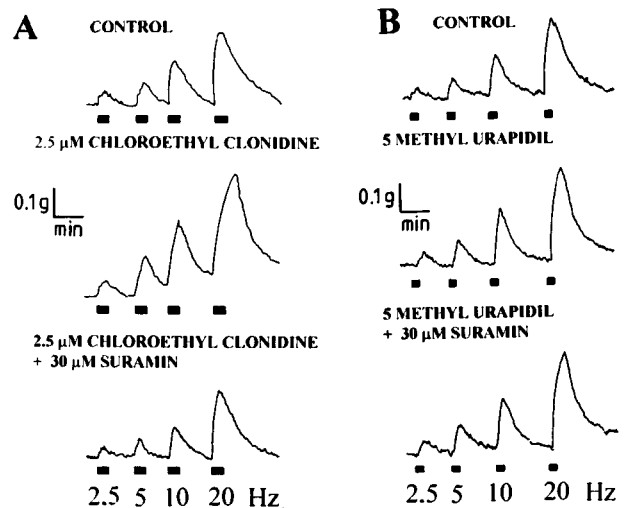 A
CONTROL
2.5 µM CHLOROETHYL CLONIDINE
0.1g
min
2.5 µM CHLOROETHYL CLONIDINE
+ 30 µM SURAMIN
2.5 5 10 20 Hz
B
CONTROL
5 METHYL URAPIDIL
0.1g
min
5 METHYL URAPIDIL
+ 30 µM SURAMIN
2.5 5 10 20 Hz